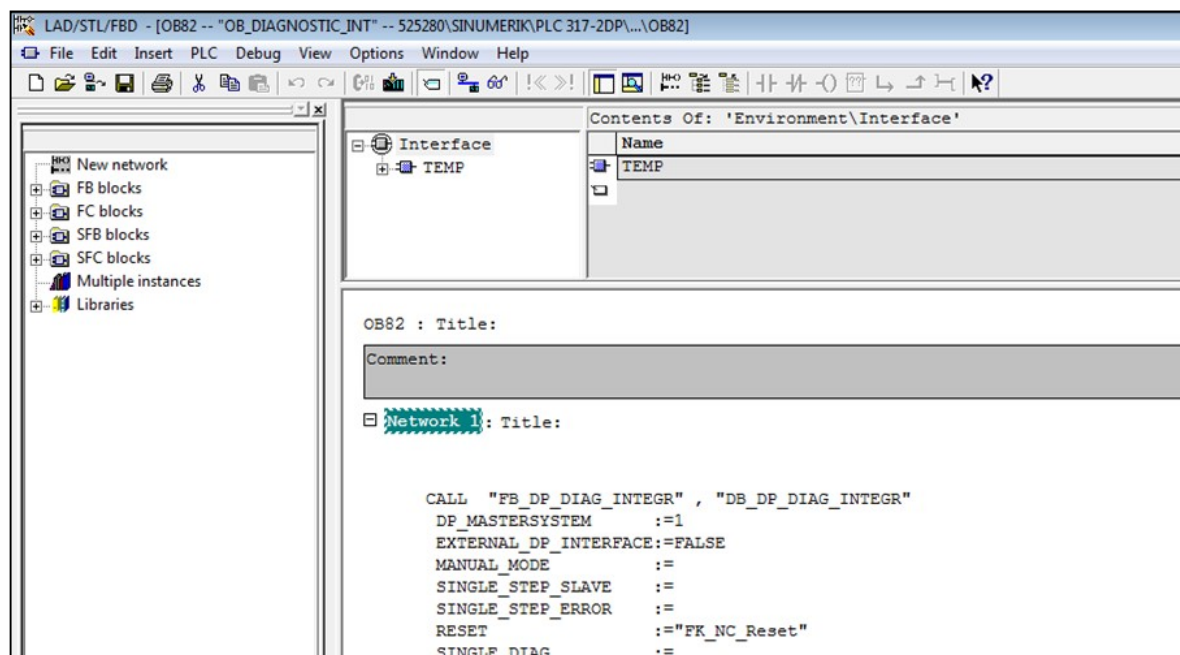 LAD/STL/FBD - [OB82 -- "OB_DIAGNOSTIC_INT" -- 525280\SINUMERIK\PLC 317-2DP\...\OB82]
File Edit Insert PLC Debug View Options Window Help
New network
FB blocks
FC blocks
SFB blocks
SFC blocks
Multiple instances
Libraries
Interface
TEMP
Contents Of: 'Environment\Interface'
Name
TEMP
OB82 : Title:
Comment:
Network 1: Title:
CALL "FB_DP_DIAG_INTEGR" , "DB_DP_DIAG_INTEGR"
DP_MASTERSYSTEM :=1
EXTERNAL_DP_INTERFACE:=FALSE
MANUAL_MODE :=
SINGLE_STEP_SLAVE :=
SINGLE_STEP_ERROR :=
RESET :="FK_NC_Reset"
SINGLE_DIAG :=